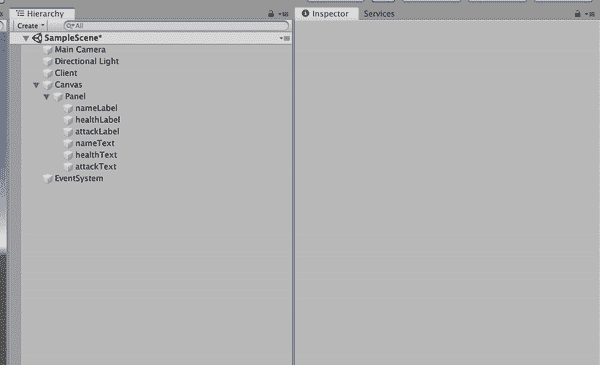 Hierarchy
Create
All
SampleScene*
Main Camera
Directional Light
Client
Canvas
Panel
nameLabel
healthLabel
attackLabel
nameText
healthText
attackText
EventSystem
Inspector
Services